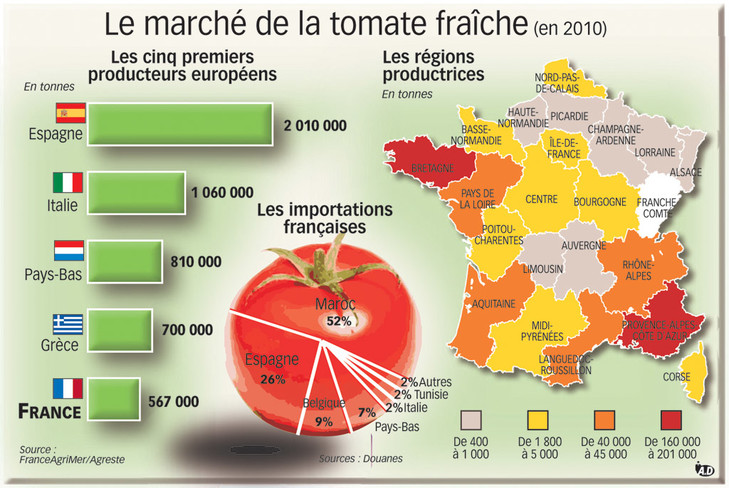 Le marché de la tomate fraîche (en 2010)
Les cinq premiers
producteurs européens
En tonnes
Espagne
2 010 000
Italie
1 060 000
Pays-Bas
810 000
Grèce
700 000
FRANCE
567 000
Source :
FranceAgriMer/Agreste
Les importations
françaises
Maroc
52%
Espagne
26%
Belgique
9%
7%
Pays-Bas
2%Italie
2% Tunisie
2%Autres
Sources : Douanes
Les régions
productrices
En tonnes
NORD-PAS-
DE-CALAIS
HAUTE-
NORMANDIE
PICARDIE
BASSE-
NORMANDIE
CHAMPAGNE-
ARDENNE
ÎLE-DE-
FRANCE
LORRAINE
ALSACE
BRETAGNE
PAYS DE
LA LOIRE
CENTRE
BOURGOGNE
FRANCHE
COMTÉ
POITOU-
CHARENTES
AUVERGNE
LIMOUSIN
RHÔNE-
ALPES
AQUITAINE
MIDI-
PYRÉNÉES
PROVENCE-ALPES
CÔTE D'AZUR
LANGUEDOC-
ROUSSILLON
CORSE
De 400
à 1 000
De 1 800
à 5 000
De 40 000
à 45 000
De 160 000
à 201 000
A.D